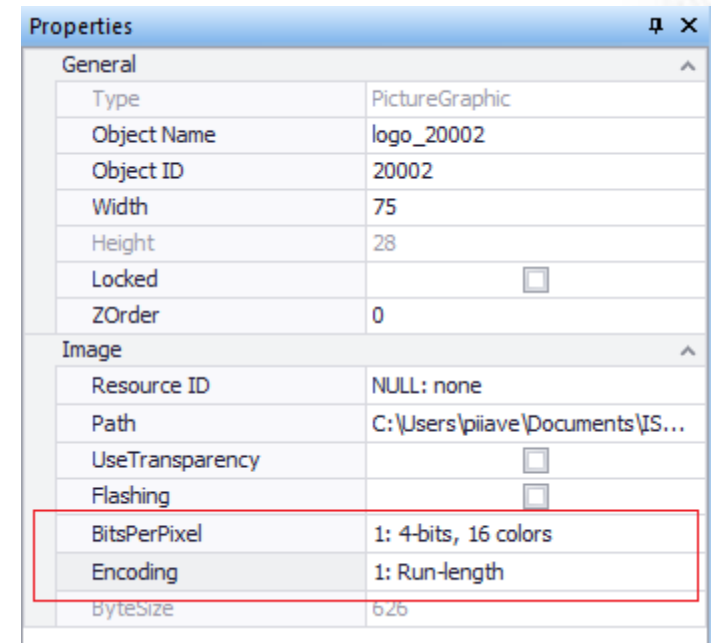 Properties
General
Type PictureGraphic
Object Name logo_20002
Object ID 20002
Width 75
Height 28
Locked
ZOrder 0
Image
Resource ID NULL: none
Path C:\Users\piiave\Documents\IS...
UseTransparency
Flashing
BitsPerPixel 1: 4-bits, 16 colors
Encoding 1: Run-length
ByteSize 626